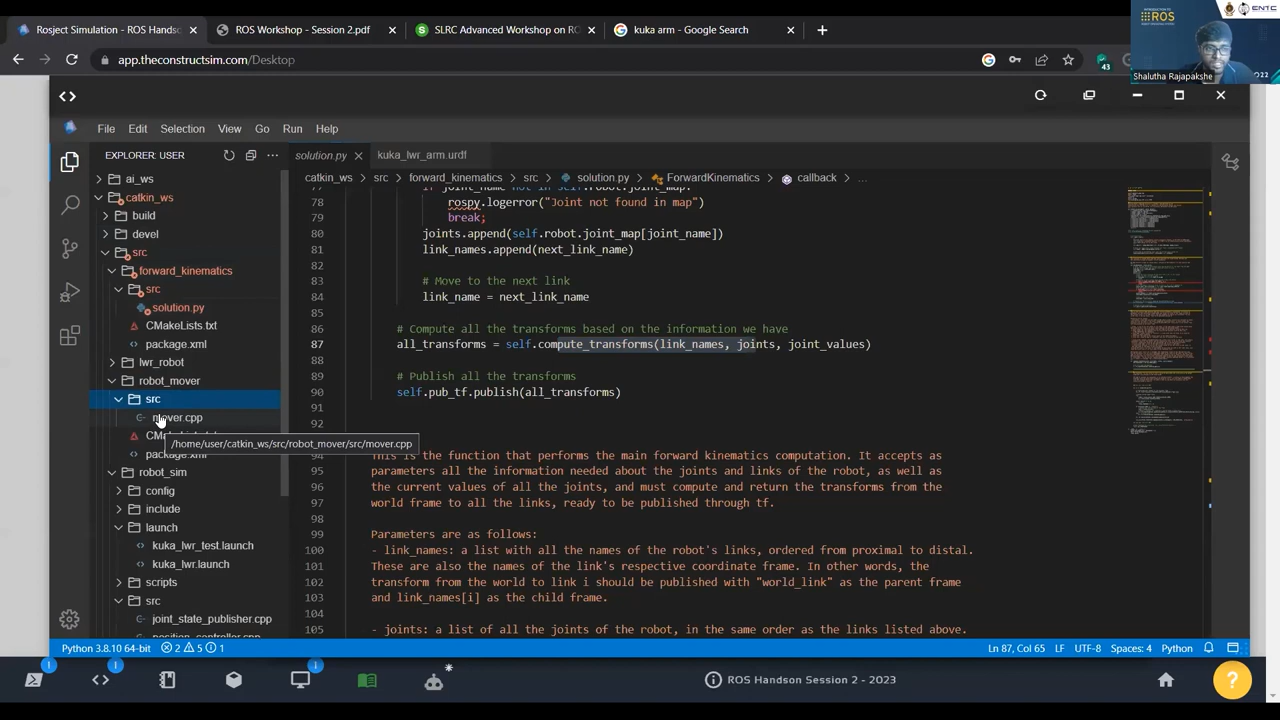 Rosject Simulation - ROS Handso
ROS Workshop - Session 2.pdf
n Advanced Workshop on RO
kuka arm - Google Search
INTRODUCTION TO
ROS
ENTC
app.theconstructsim.com/Desktop
43
Shalutha Rajapakshe
2022
File Edit Selection View Go Run Help
EXPLORER: USER
solution.py
kuka_lwr_arm.urdf
catkin_ws > src > forward_kinematics > src > solution.py > ForwardKinematics > callback > ...
ai_ws
catkin_ws
build
devel
src
forward_kinematics
src
solution.py
CMakeLists.txt
package.xml
lwr_robot
robot_mover
src
mover.cpp
/home/user/catkin_ws/src/robot_mover/src/mover.cpp
package.xml
robot_sim
config
include
launch
kuka_lwr_test.launch
kuka_lwr.launch
scripts
src
joint_state_publisher.cpp
position_controller.cpp
77 if joint_name not in self.robot.joint_map:
78 rospy.logerror("Joint not found in map")
79 break;
80 joints.append(self.robot.joint_map[joint_name])
81 link_names.append(next_link_name)
82
83 # Move to the next link
84 link_name = next_link_name
85
86 # Compute all the transforms based on the information we have
87 all_transforms = self.compute_transforms(link_names, joints, joint_values)
88
89 # Publish all the transforms
90 self.pub_tf.publish(all_transforms)
91
92
94 This is the function that performs the main forward kinematics computation. It accepts as
95 parameters all the information needed about the joints and links of the robot, as well as
96 the current values of all the joints, and must compute and return the transforms from the
97 world frame to all the links, ready to be published through tf.
98
99 Parameters are as follows:
100 - link_names: a list with all the names of the robot's links, ordered from proximal to distal.
101 These are also the names of the link's respective coordinate frame. In other words, the
102 transform from the world to link i should be published with "world_link" as the parent frame
103 and link_names[i] as the child frame.
104
105 - joints: a list of all the joints of the robot, in the same order as the links listed above.
Python 3.8.10 64-bit 2 5 1
Ln 87, Col 65 LF UTF-8 Spaces: 4 Python
1
1
1
ROS Handson Session 2 - 2023
?